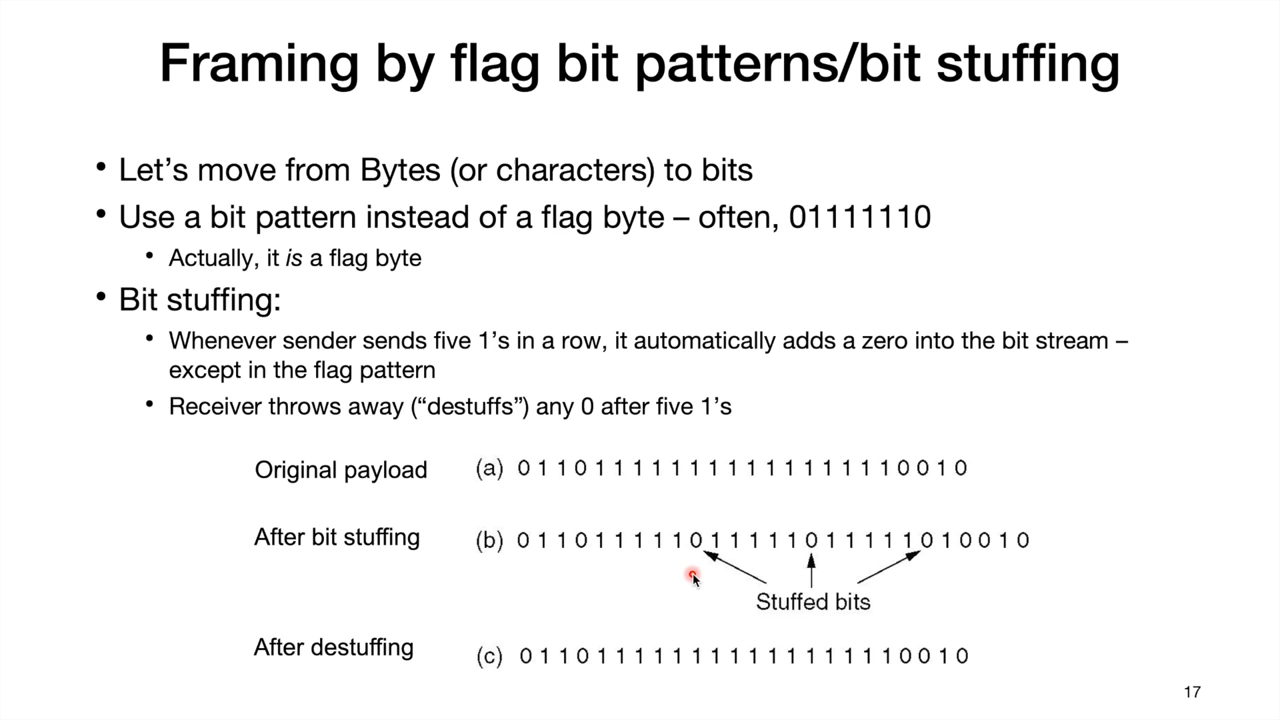 Framing by flag bit patterns/bit stuffing
• Let's move from Bytes (or characters) to bits
• Use a bit pattern instead of a flag byte – often, 01111110
• Actually, it is a flag byte
• Bit stuffing:
• Whenever sender sends five 1's in a row, it automatically adds a zero into the bit stream –
except in the flag pattern
• Receiver throws away (“destuffs”) any 0 after five 1's
Original payload (a) 0 1 1 0 1 1 1 1 1 1 1 1 1 1 1 1 1 1 1 1 0 0 1 0
After bit stuffing (b) 0 1 1 0 1 1 1 1 1 0 1 1 1 1 1 0 1 1 1 1 1 0 1 0 0 1 0
Stuffed bits
After destuffing (c) 0 1 1 0 1 1 1 1 1 1 1 1 1 1 1 1 1 1 1 1 0 0 1 0
17